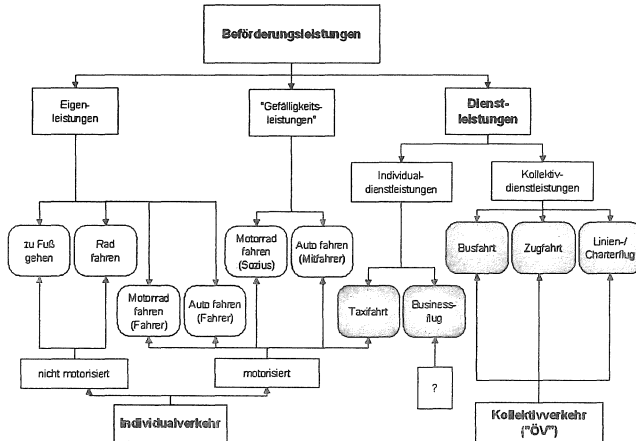 Beförderungsleistungen
Eigen-
leistungen
"Gefälligkeits-
leistungen"
Dienst-
leistungen
Individual-
dienstleistungen
Kollektiv-
dienstleistungen
zu Fuß
gehen
Rad
fahren
Motorrad
fahren
(Sozius)
Auto fahren
(Mitfahrer)
Busfahrt
Zugfahrt
Linien-/
Charterflug
Motorrad
fahren
(Fahrer)
Auto fahren
(Fahrer)
Taxifahrt
Business-
flug
nicht motorisiert
motorisiert
?
Individualverkehr
Kollektivverkehr
("ÖV")